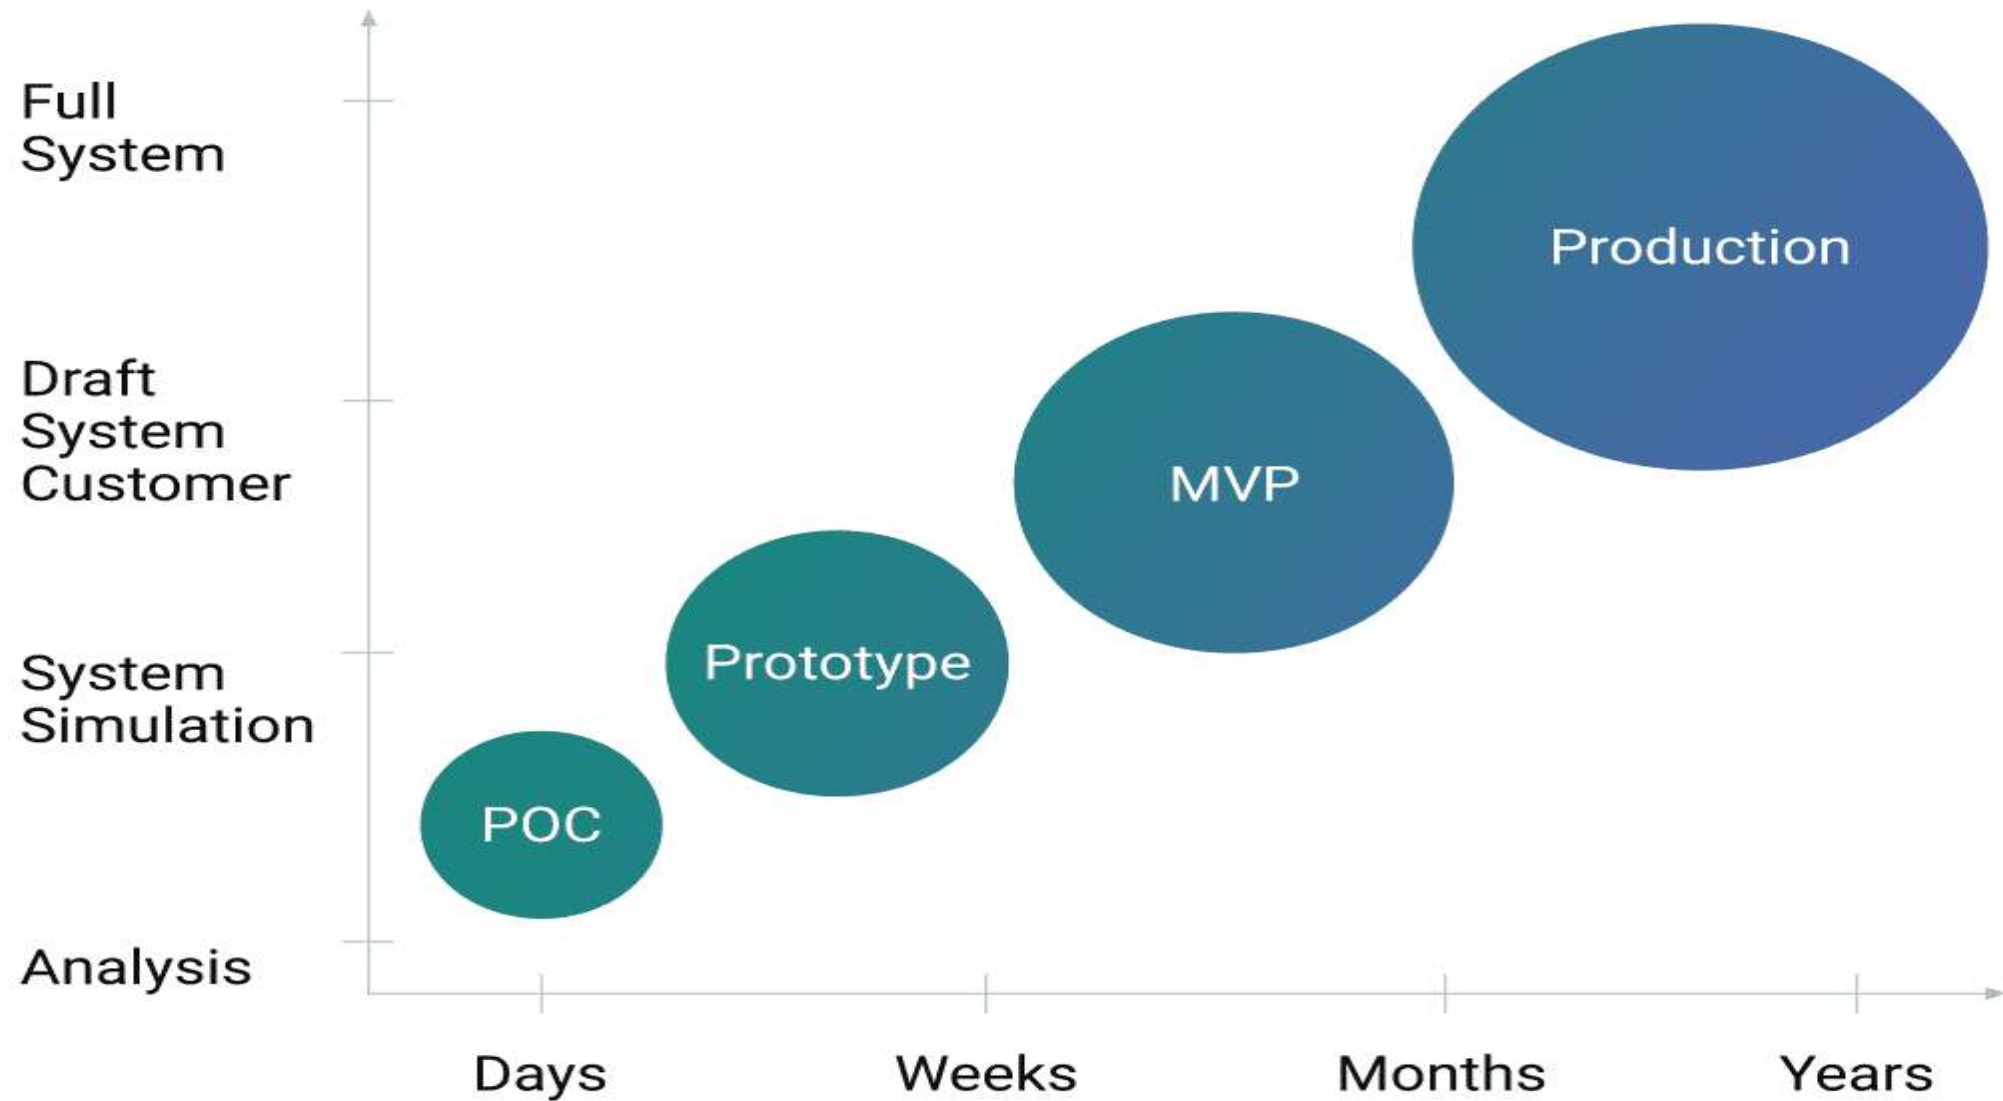 Full
System
Production
Draft
System
Customer
MVP
System
Simulation
Prototype
POC
Analysis
Days
Weeks
Months
Years